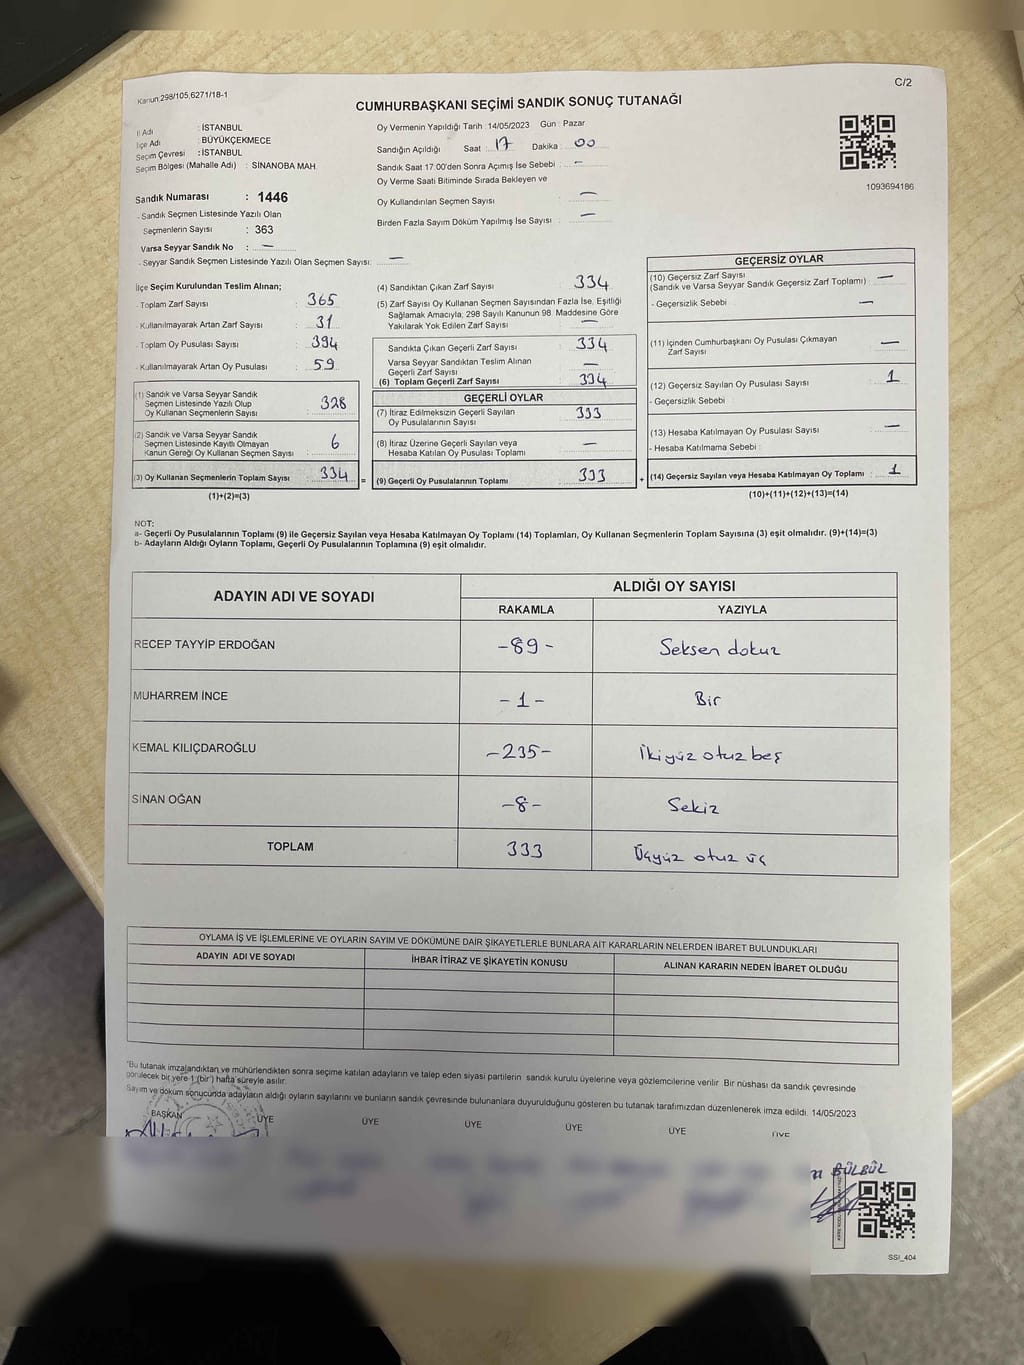 Kanun:298/105,6271/18-1
C/2
CUMHURBAŞKANI SEÇİMİ SANDIK SONUÇ TUTANAĞI
İl Adı : İSTANBUL
İlçe Adı : BÜYÜKÇEKMECE
Seçim Çevresi : İSTANBUL
Seçim Bölgesi (Mahalle Adı) : SİNANOBA MAH.
Sandık Numarası : 1446
- Sandık Seçmen Listesinde Yazılı Olan
Seçmenlerin Sayısı : 363
Varsa Seyyar Sandık No : —
- Seyyar Sandık Seçmen Listesinde Yazılı Olan Seçmen Sayısı: —
Oy Vermenin Yapıldığı Tarih :14/05/2023 Gün : Pazar
Sandığın Açıldığı Saat : 17 Dakika : 00
Sandık Saat 17:00'den Sonra Açımış İse Sebebi : —
Oy Verme Saati Bitiminde Sırada Bekleyen ve
Oy Kullandırılan Seçmen Sayısı : —
Birden Fazla Sayım Döküm Yapılmış İse Sayısı : —
1093694186
İlçe Seçim Kurulundan Teslim Alınan;
- Toplam Zarf Sayısı : 365
- Kullanılmayarak Artan Zarf Sayısı : 31
- Toplam Oy Pusulası Sayısı : 394
- Kullanılmayarak Artan Oy Pusulası : 59
(1) Sandık ve Varsa Seyyar Sandık
Seçmen Listesinde Yazılı Olup
Oy Kullanan Seçmenlerin Sayısı : 328
(2) Sandık ve Varsa Seyyar Sandık
Seçmen Listesinde Kayıtlı Olmayan
Kanun Gereği Oy Kullanan Seçmen Sayısı : 6
(3) Oy Kullanan Seçmenlerin Toplam Sayısı : 334 =
(1)+(2)=(3)
(4) Sandıktan Çıkan Zarf Sayısı : 334
(5) Zarf Sayısı Oy Kullanan Seçmen Sayısından Fazla İse, Eşitliği
Sağlamak Amacıyla; 298 Sayılı Kanunun 98. Maddesine Göre
Yakılarak Yok Edilen Zarf Sayısı : —
Sandıkta Çıkan Geçerli Zarf Sayısı : 334
Varsa Seyyar Sandıktan Teslim Alınan
Geçerli Zarf Sayısı : —
(6) Toplam Geçerli Zarf Sayısı : 334
GEÇERLİ OYLAR
(7) İtiraz Edilmeksizin Geçerli Sayılan
Oy Pusulalarının Sayısı : 333
(8) İtiraz Üzerine Geçerli Sayılan veya
Hesaba Katılan Oy Pusulası Toplamı : —
(9) Geçerli Oy Pusulalarının Toplamı : 333 +
GEÇERSİZ OYLAR
(10) Geçersiz Zarf Sayısı
(Sandık ve Varsa Seyyar Sandık Geçersiz Zarf Toplamı) : —
- Geçersizlik Sebebi : —
(11) İçinden Cumhurbaşkanı Oy Pusulası Çıkmayan
Zarf Sayısı : —
(12) Geçersiz Sayılan Oy Pusulası Sayısı : 1
- Geçersizlik Sebebi :
(13) Hesaba Katılmayan Oy Pusulası Sayısı : —
- Hesaba Katılmama Sebebi :
(14) Geçersiz Sayılan veya Hesaba Katılmayan Oy Toplamı : 1
(10)+(11)+(12)+(13)=(14)
NOT:
a- Geçerli Oy Pusulalarının Toplamı (9) ile Geçersiz Sayılan veya Hesaba Katılmayan Oy Toplamı (14) Toplamları, Oy Kullanan Seçmenlerin Toplam Sayısına (3) eşit olmalıdır. (9)+(14)=(3)
b- Adayların Aldığı Oyların Toplamı, Geçerli Oy Pusulalarının Toplamına (9) eşit olmalıdır.
ADAYIN ADI VE SOYADI
ALDIĞI OY SAYISI
RAKAMLA YAZIYLA
RECEP TAYYİP ERDOĞAN -89- Seksen dokuz
MUHARREM İNCE -1- Bir
KEMAL KILIÇDAROĞLU -235- İkiyüz otuz beş
SİNAN OĞAN -8- Sekiz
TOPLAM 333 Üçyüz otuz üç
OYLAMA İŞ VE İŞLEMLERİNE VE OYLARIN SAYIM VE DÖKÜMÜNE DAİR ŞİKAYETLERLE BUNLARA AİT KARARLARIN NELERDEN İBARET BULUNDUKLARI
ADAYIN ADI VE SOYADI İHBAR İTİRAZ VE ŞİKAYETİN KONUSU ALINAN KARARIN NEDEN İBARET OLDUĞU
*Bu tutanak imzalandıktan ve mühürlendikten sonra seçime katılan adayların ve talep eden siyasi partilerin sandık kurulu üyelerine veya gözlemcilerine verilir. Bir nüshası da sandık çevresinde
görülecek bir yere 1 (bir) hafta süreyle asılır.
Sayım ve döküm sonucunda adayların aldığı oyların sayılarını ve bunların sandık çevresinde bulunanlara duyurulduğunu gösteren bu tutanak tarafımızdan düzenlenerek imza edildi. 14/05/2023
BAŞKAN ÜYE ÜYE ÜYE ÜYE ÜYE ÜYE
BÜLBÜL
SSİ_404